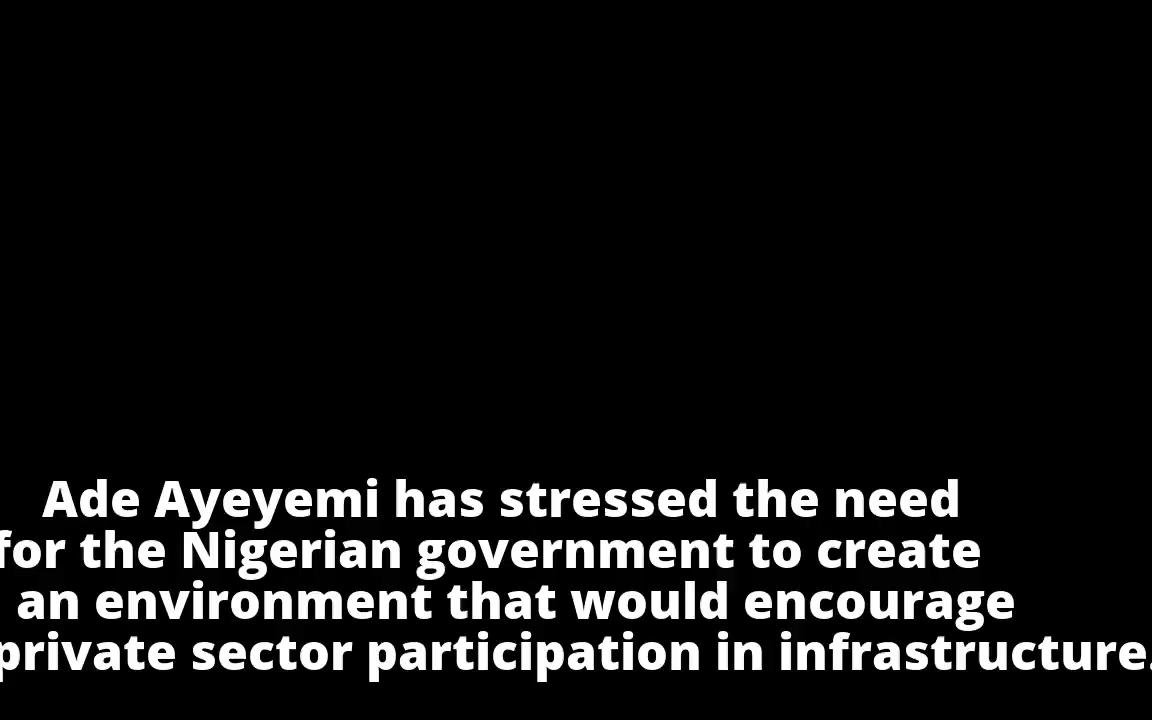 Ade Ayeyemi has stressed the need
for the Nigerian government to create
an environment that would encourage
private sector participation in infrastructure.